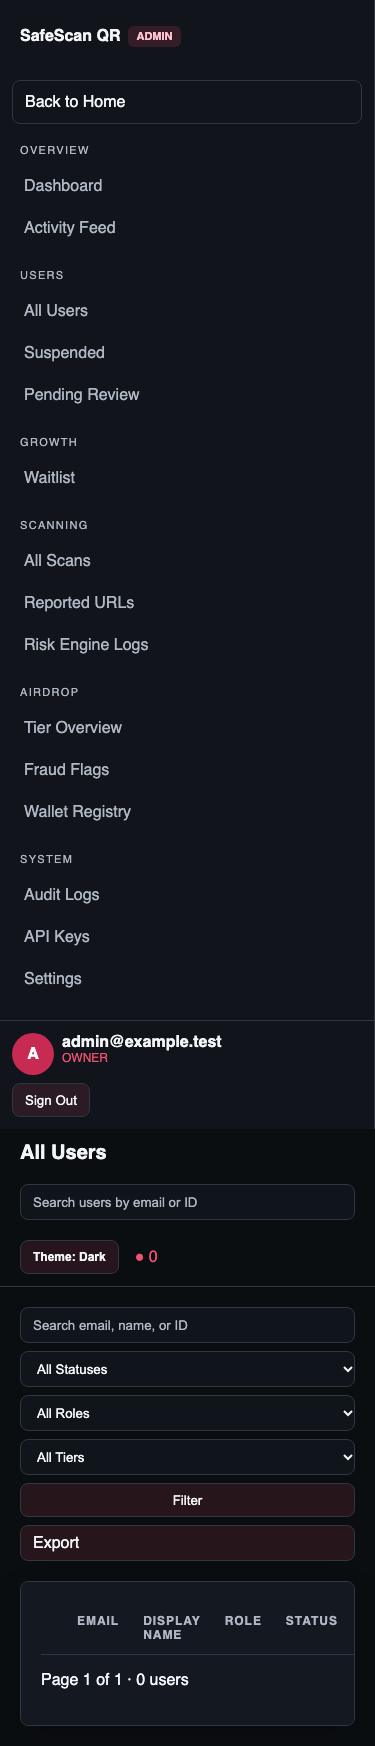 SafeScan QR ADMIN
Back to Home
OVERVIEW
Dashboard
Activity Feed
USERS
All Users
Suspended
Pending Review
GROWTH
Waitlist
SCANNING
All Scans
Reported URLs
Risk Engine Logs
AIRDROP
Tier Overview
Fraud Flags
Wallet Registry
SYSTEM
Audit Logs
API Keys
Settings
A
admin@example.test
OWNER
Sign Out
All Users
Search users by email or ID
Theme: Dark
0
Search email, name, or ID
All Statuses
All Roles
All Tiers
Filter
Export
EMAIL DISPLAY NAME ROLE STATUS
Page 1 of 1 · 0 users